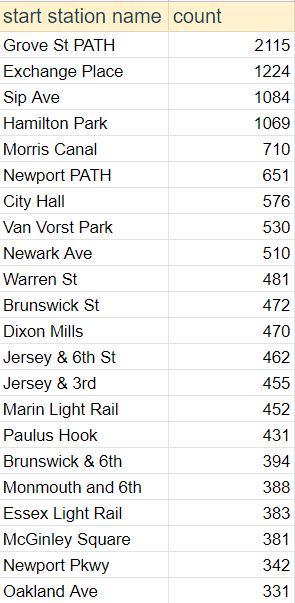 start station name count
Grove St PATH 2115
Exchange Place 1224
Sip Ave 1084
Hamilton Park 1069
Morris Canal 710
Newport PATH 651
City Hall 576
Van Vorst Park 530
Newark Ave 510
Warren St 481
Brunswick St 472
Dixon Mills 470
Jersey & 6th St 462
Jersey & 3rd 455
Marin Light Rail 452
Paulus Hook 431
Brunswick & 6th 394
Monmouth and 6th 388
Essex Light Rail 383
McGinley Square 381
Newport Pkwy 342
Oakland Ave 331